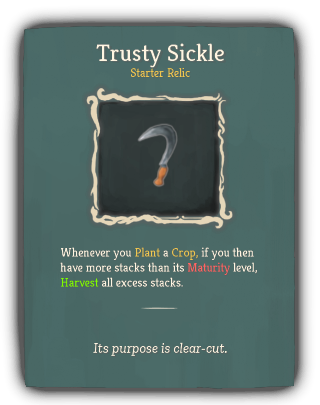 Trusty Sickle
Starter Relic
Whenever you Plant a Crop, if you then
have more stacks than its Maturity level,
Harvest all excess stacks.
Its purpose is clear-cut.